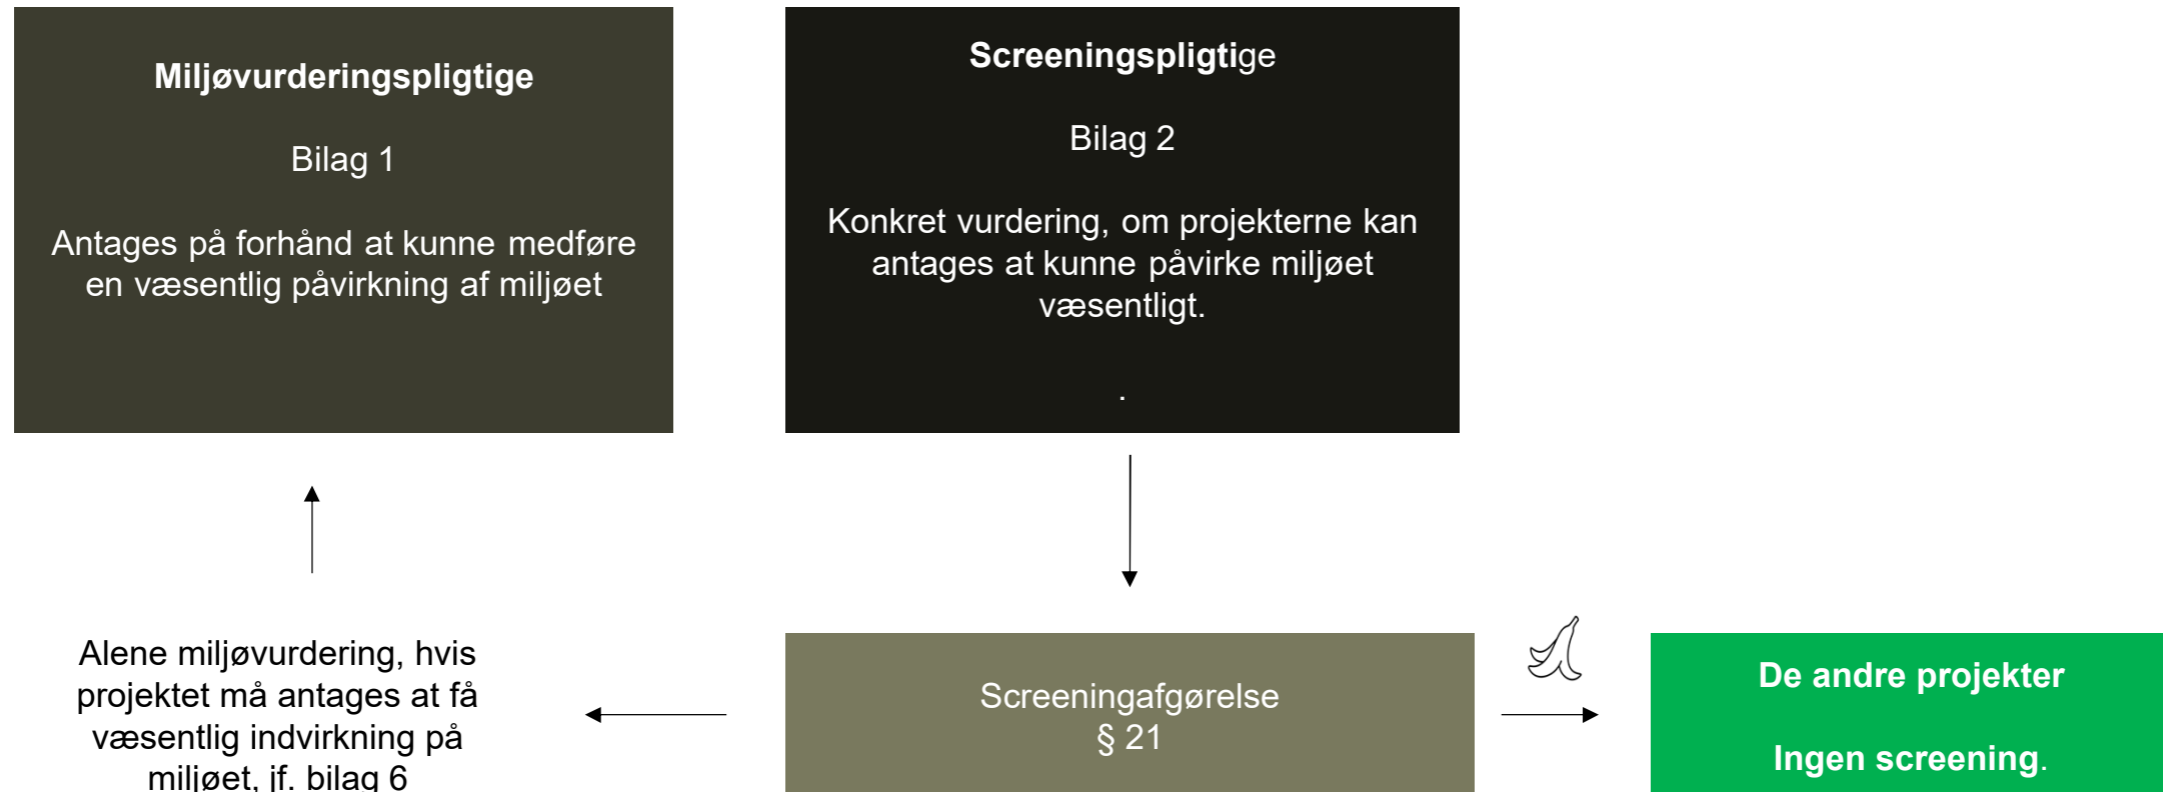 Miljøvurderingspligtige
Bilag 1
Antages på forhånd at kunne medføre
en væsentlig påvirkning af miljøet
Screeningspligtige
Bilag 2
Konkret vurdering, om projekterne kan
antages at kunne påvirke miljøet
væsentligt.
.
Alene miljøvurdering, hvis
projektet må antages at få
væsentlig indvirkning på
miljøet, jf. bilag 6
Screeningafgørelse
§ 21
De andre projekter
Ingen screening.